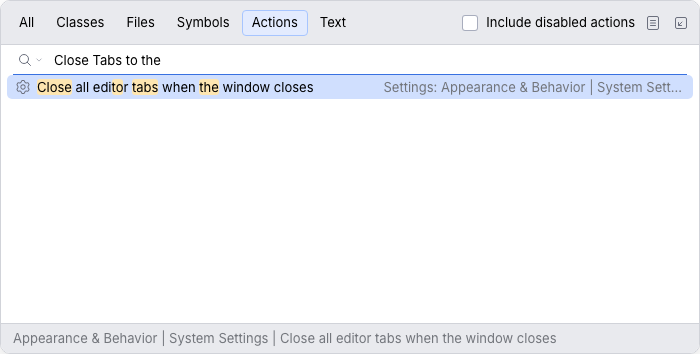 All Classes Files Symbols Actions Text Include disabled actions
Close Tabs to the
Close all editor tabs when the window closes Settings: Appearance & Behavior | System Sett...
Appearance & Behavior | System Settings | Close all editor tabs when the window closes